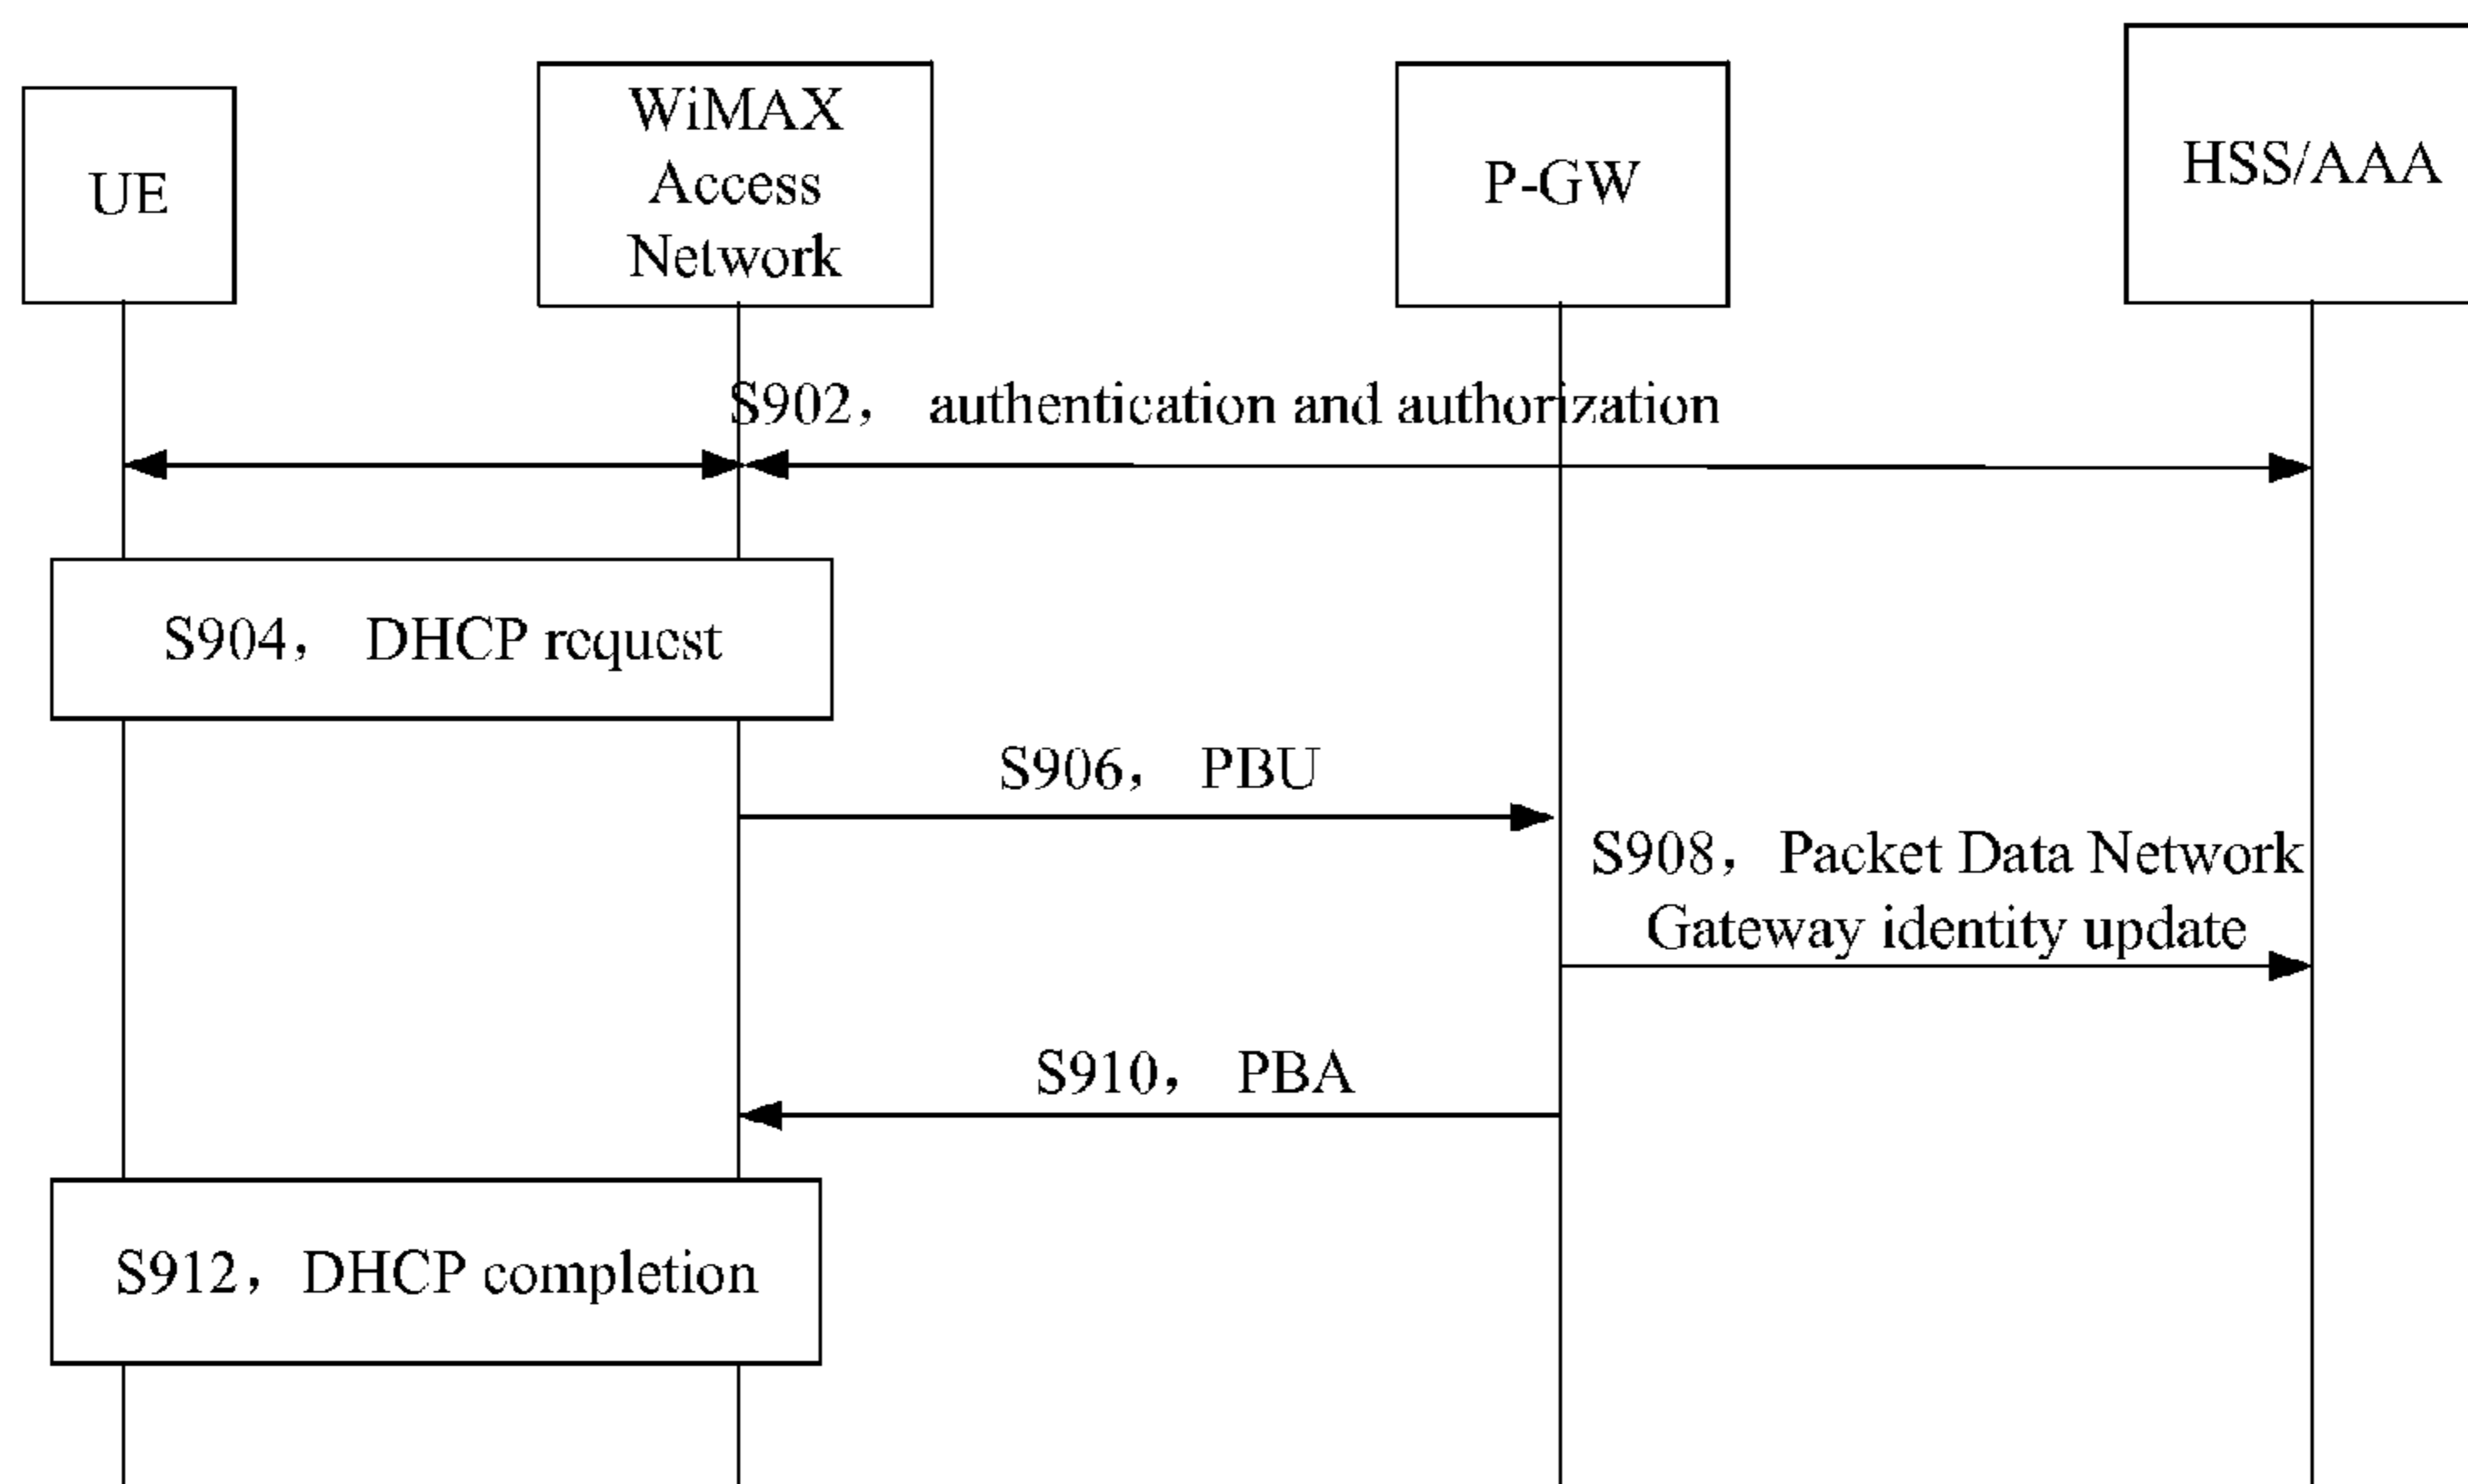 UE
WiMAX
Access
Network
P-GW
HSS/AAA
S902， authentication and authorization
S904， DHCP request
S906， PBU
S908，Packet Data Network
Gateway identity update
S910， PBA
S912，DHCP completion